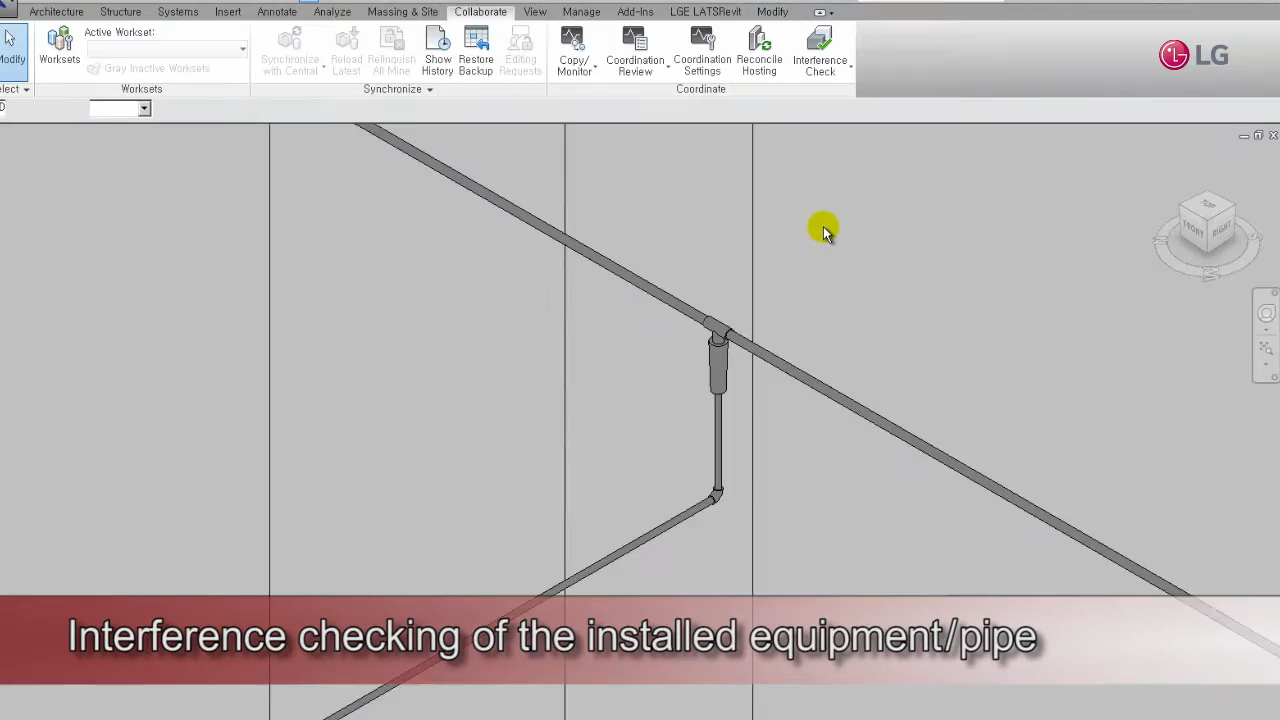 Architecture Structure Systems Insert Annotate Analyze Massing & Site Collaborate View Manage Add-Ins LGE LATSRevit Modify
Modify
Worksets
Active Workset:
Gray Inactive Worksets
Synchronize
with Central
Reload
Latest
Relinquish
All Mine
Show
History
Restore
Backup
Editing
Requests
Copy/
Monitor
Coordination
Review
Coordination
Settings
Reconcile
Hosting
Interference
Check
LG
Worksets
Synchronize
Coordinate
TOP
FRONT
RIGHT
Interference checking of the installed equipment/pipe